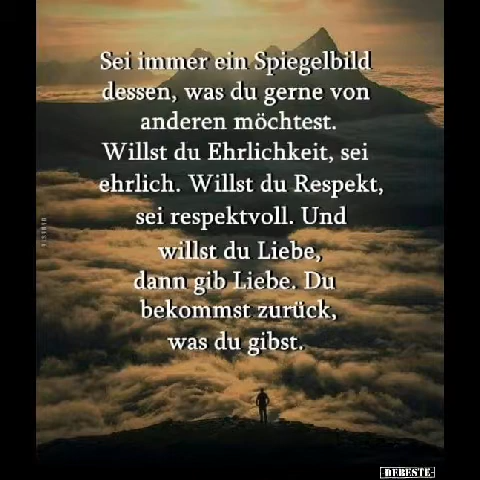 Sei immer ein Spiegelbild
dessen, was du gerne von
anderen möchtest.
Willst du Ehrlichkeit, sei
ehrlich. Willst du Respekt,
sei respektvoll. Und
willst du Liebe,
dann gib Liebe. Du
bekommst zurück,
was du gibst.
-DEBESTE-